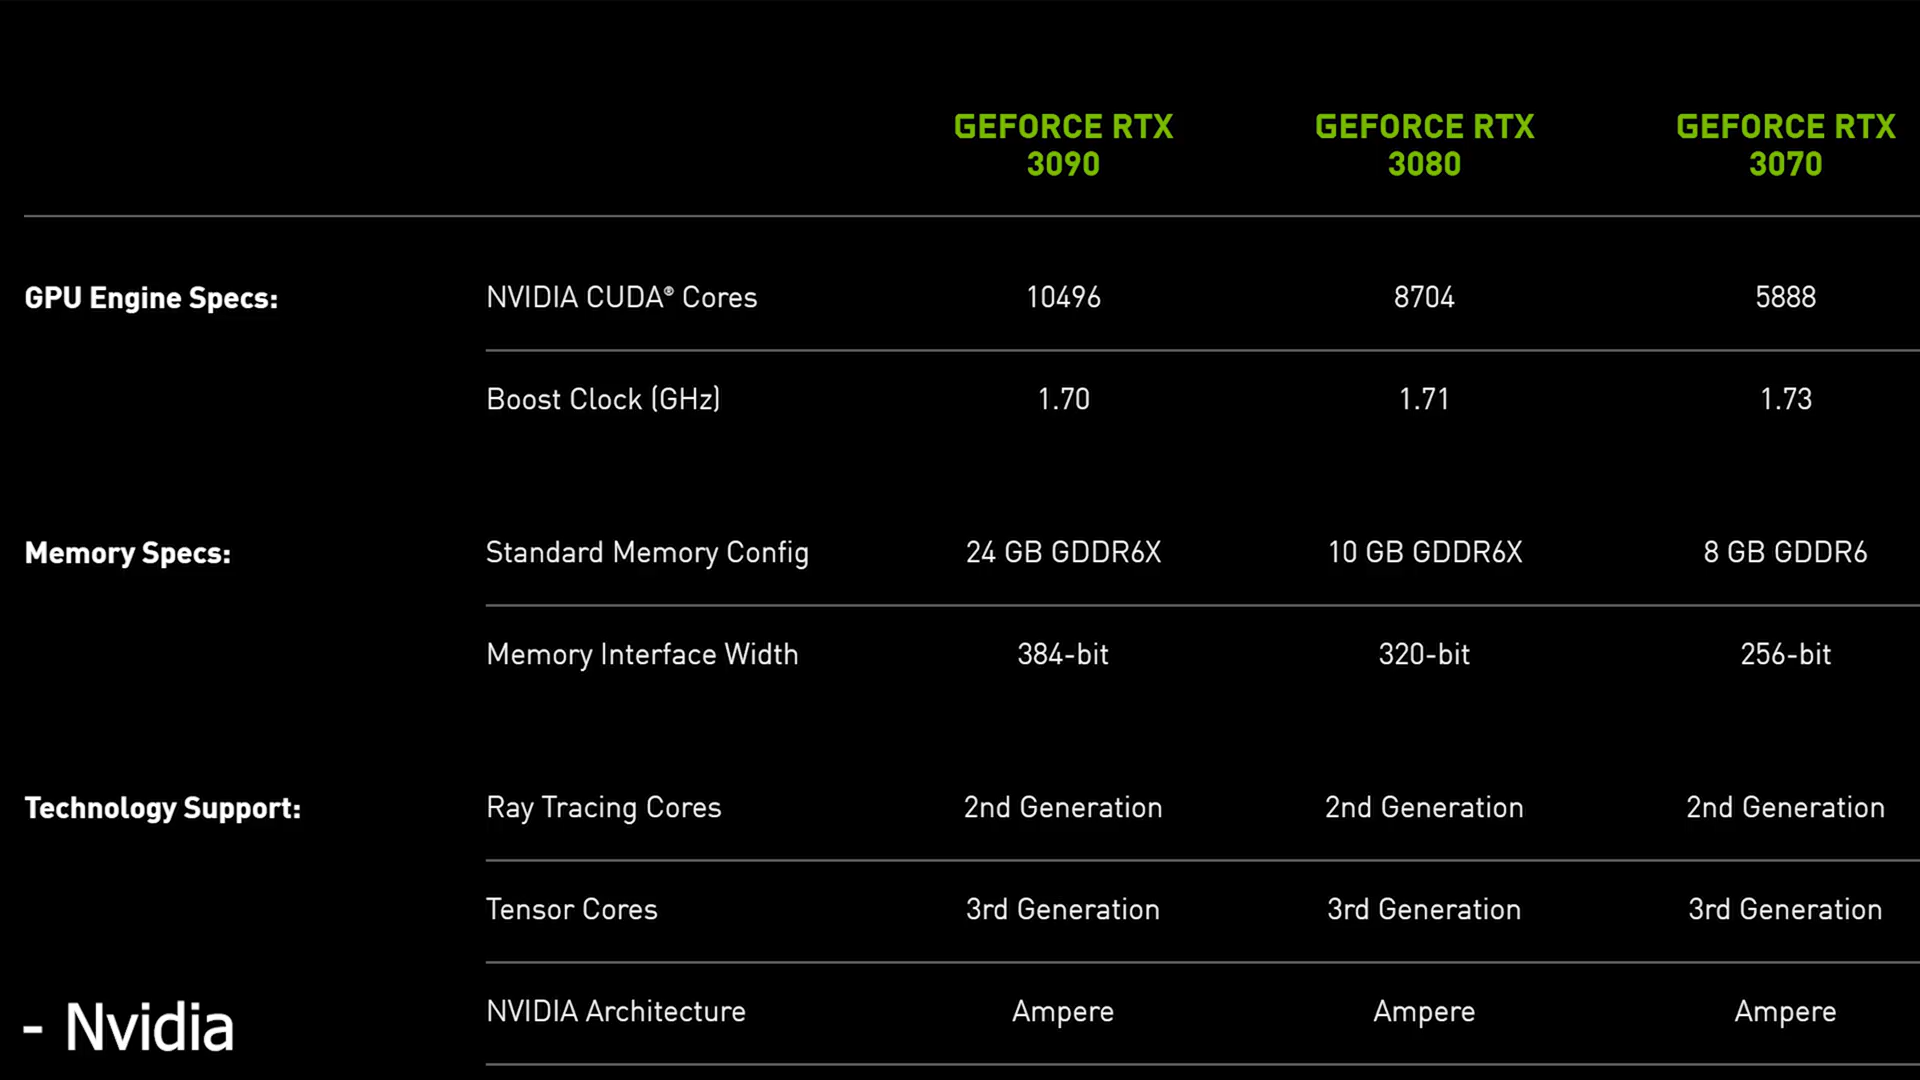 GEFORCE RTX 3090 GEFORCE RTX 3080 GEFORCE RTX 3070
GPU Engine Specs: NVIDIA CUDA® Cores 10496 8704 5888
Boost Clock (GHz) 1.70 1.71 1.73
Memory Specs: Standard Memory Config 24 GB GDDR6X 10 GB GDDR6X 8 GB GDDR6
Memory Interface Width 384-bit 320-bit 256-bit
Technology Support: Ray Tracing Cores 2nd Generation 2nd Generation 2nd Generation
Tensor Cores 3rd Generation 3rd Generation 3rd Generation
NVIDIA Architecture Ampere Ampere Ampere
- Nvidia